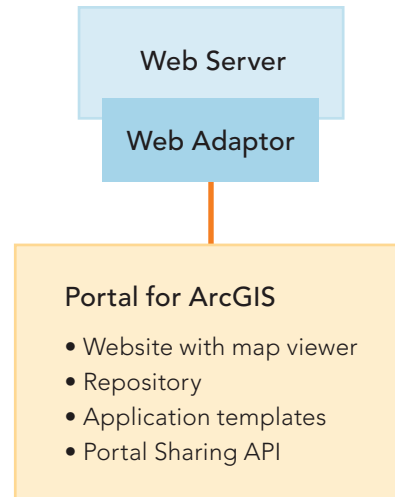 Web Server
Web Adaptor
Portal for ArcGIS
• Website with map viewer
• Repository
• Application templates
• Portal Sharing API